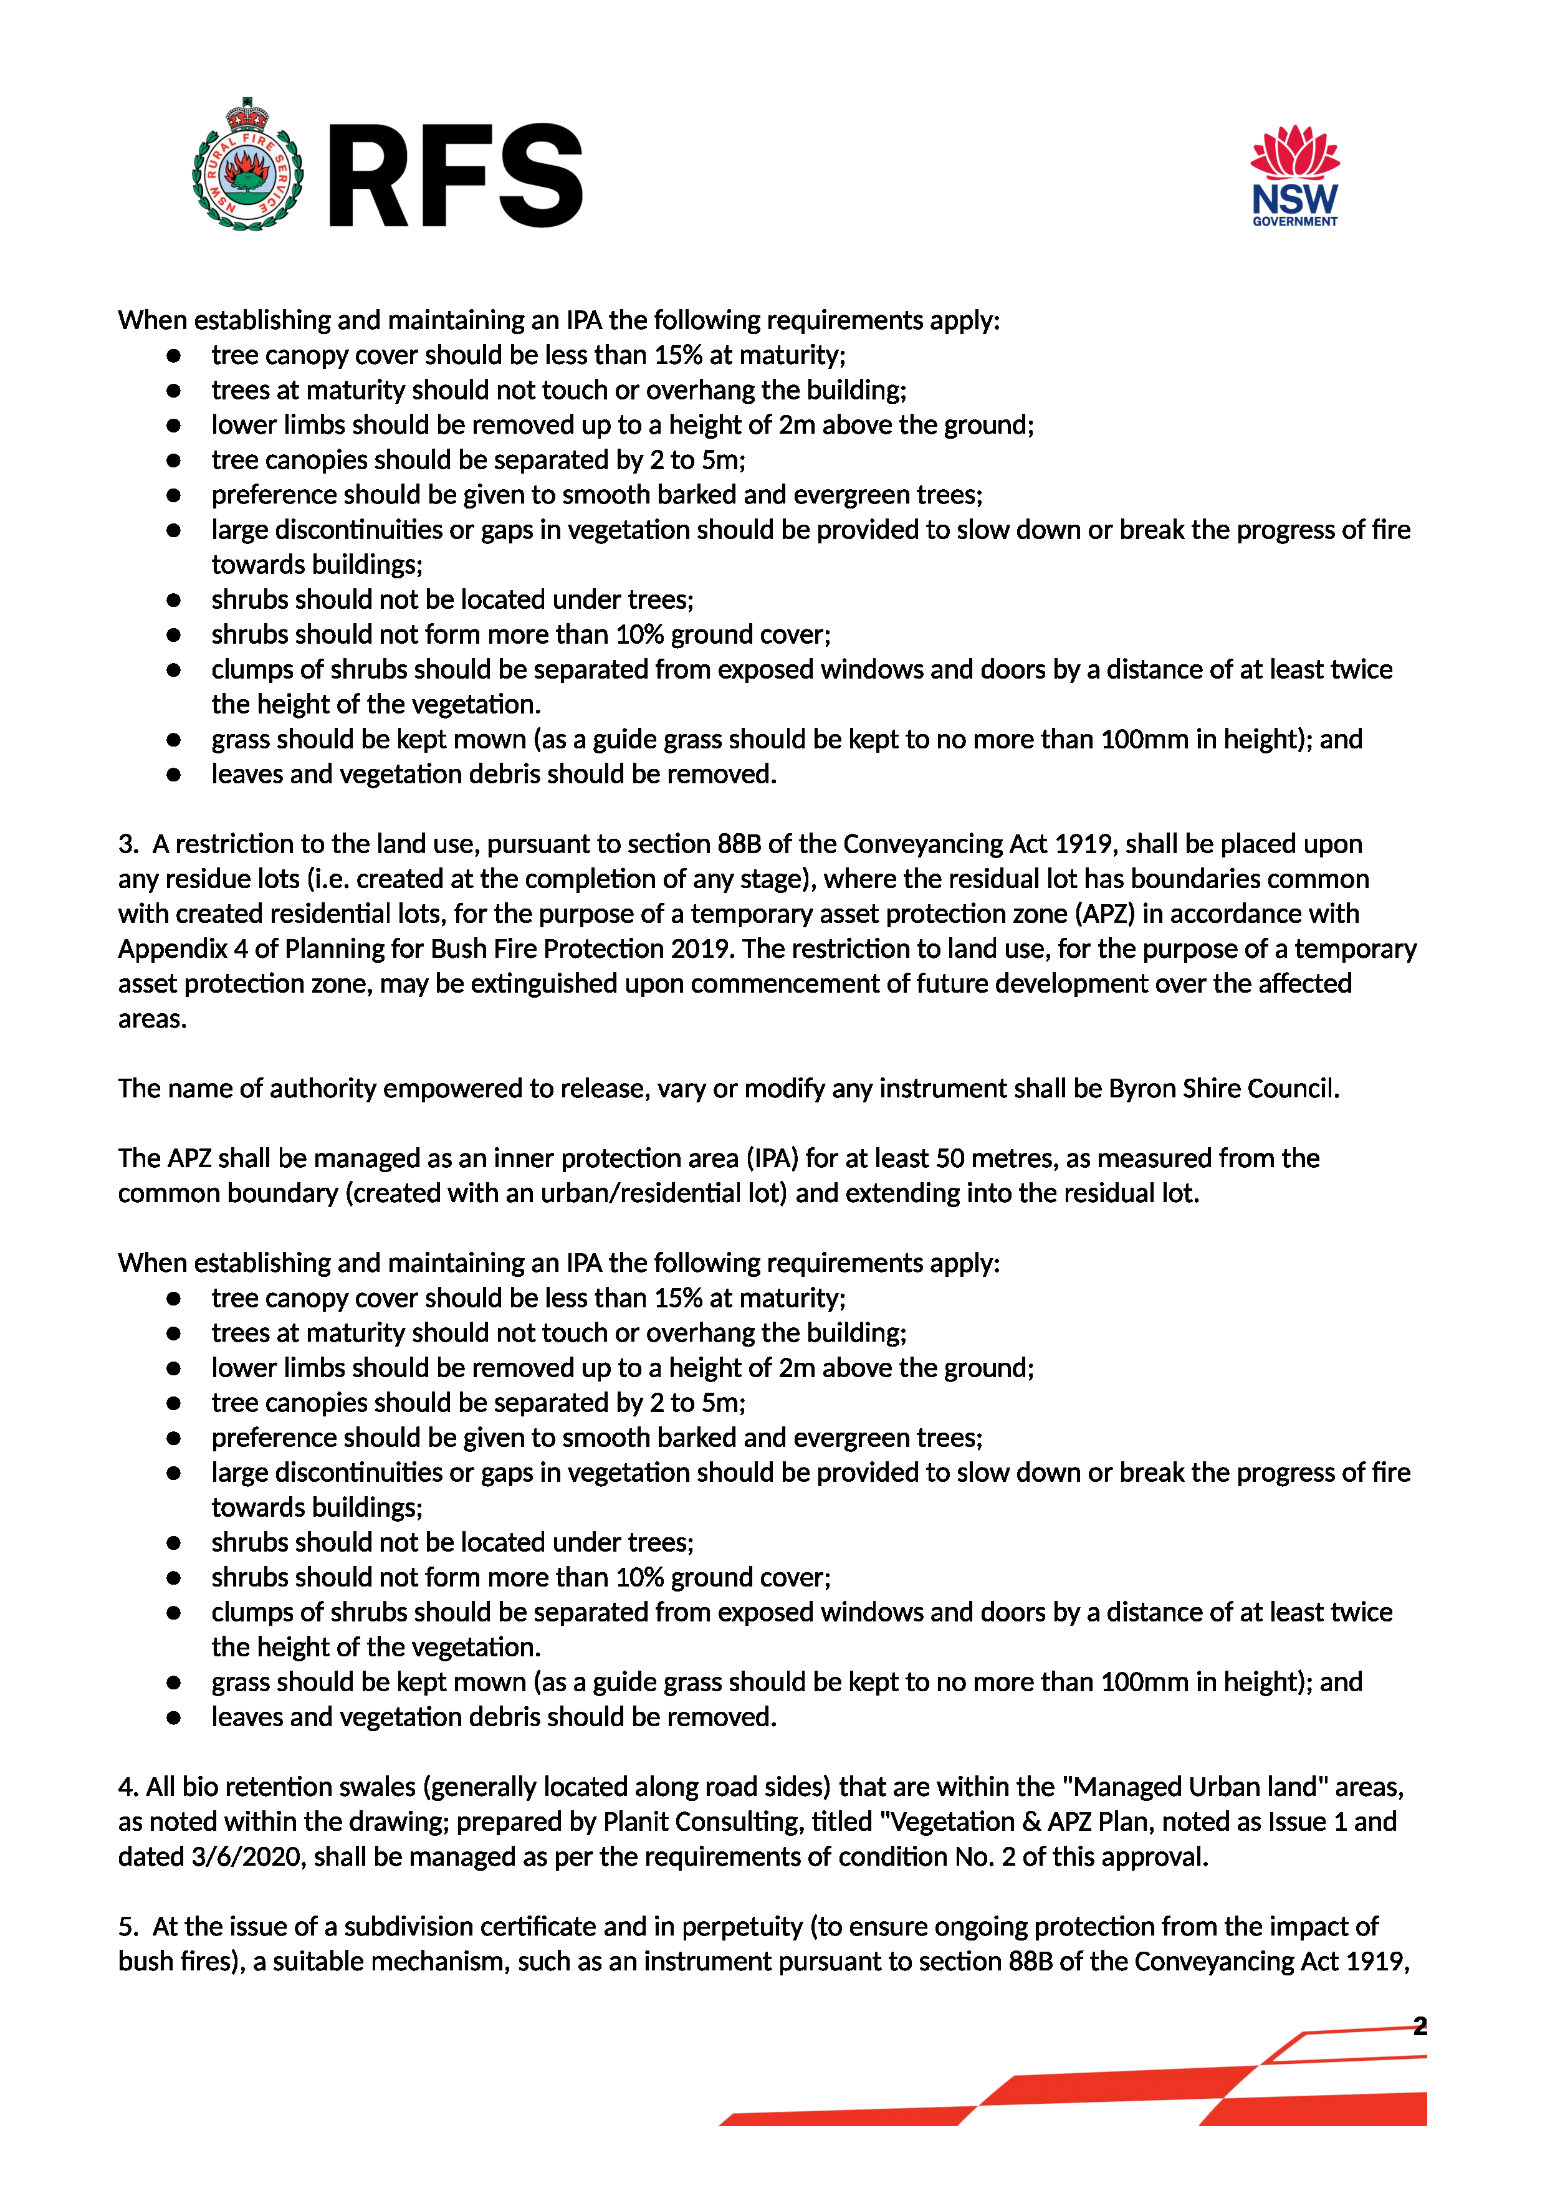 NSW RURAL FIRE SERVICE
RFS
NSW
GOVERNMENT
When establishing and maintaining an IPA the following requirements apply:
● tree canopy cover should be less than 15% at maturity;
● trees at maturity should not touch or overhang the building;
● lower limbs should be removed up to a height of 2m above the ground;
● tree canopies should be separated by 2 to 5m;
● preference should be given to smooth barked and evergreen trees;
● large discontinuities or gaps in vegetation should be provided to slow down or break the progress of fire
towards buildings;
● shrubs should not be located under trees;
● shrubs should not form more than 10% ground cover;
● clumps of shrubs should be separated from exposed windows and doors by a distance of at least twice
the height of the vegetation.
● grass should be kept mown (as a guide grass should be kept to no more than 100mm in height); and
● leaves and vegetation debris should be removed.
3. A restriction to the land use, pursuant to section 88B of the Conveyancing Act 1919, shall be placed upon
any residue lots (i.e. created at the completion of any stage), where the residual lot has boundaries common
with created residential lots, for the purpose of a temporary asset protection zone (APZ) in accordance with
Appendix 4 of Planning for Bush Fire Protection 2019. The restriction to land use, for the purpose of a temporary
asset protection zone, may be extinguished upon commencement of future development over the affected
areas.
The name of authority empowered to release, vary or modify any instrument shall be Byron Shire Council.
The APZ shall be managed as an inner protection area (IPA) for at least 50 metres, as measured from the
common boundary (created with an urban/residential lot) and extending into the residual lot.
When establishing and maintaining an IPA the following requirements apply:
● tree canopy cover should be less than 15% at maturity;
● trees at maturity should not touch or overhang the building;
● lower limbs should be removed up to a height of 2m above the ground;
● tree canopies should be separated by 2 to 5m;
● preference should be given to smooth barked and evergreen trees;
● large discontinuities or gaps in vegetation should be provided to slow down or break the progress of fire
towards buildings;
● shrubs should not be located under trees;
● shrubs should not form more than 10% ground cover;
● clumps of shrubs should be separated from exposed windows and doors by a distance of at least twice
the height of the vegetation.
● grass should be kept mown (as a guide grass should be kept to no more than 100mm in height); and
● leaves and vegetation debris should be removed.
4. All bio retention swales (generally located along road sides) that are within the "Managed Urban land" areas,
as noted within the drawing; prepared by Planit Consulting, titled "Vegetation & APZ Plan, noted as Issue 1 and
dated 3/6/2020, shall be managed as per the requirements of condition No. 2 of this approval.
5. At the issue of a subdivision certificate and in perpetuity (to ensure ongoing protection from the impact of
bush fires), a suitable mechanism, such as an instrument pursuant to section 88B of the Conveyancing Act 1919,
2